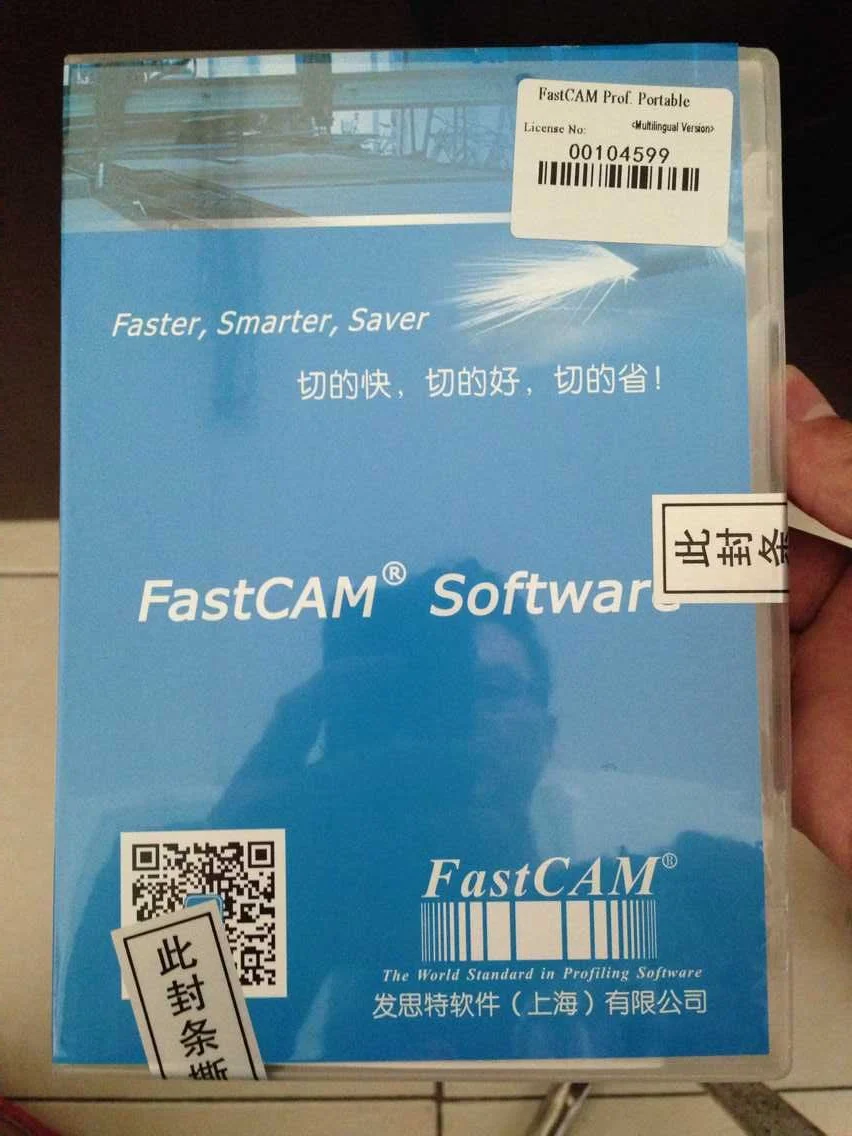 FastCAM Prof. Portable
License No: <Multilingual Version>
00104599
Faster, Smarter, Saver
切的快，切的好，切的省！
此封条
FastCAM® Software
FastCAM®
The World Standard in Profiling Software
发思特软件（上海）有限公司
此封条撕